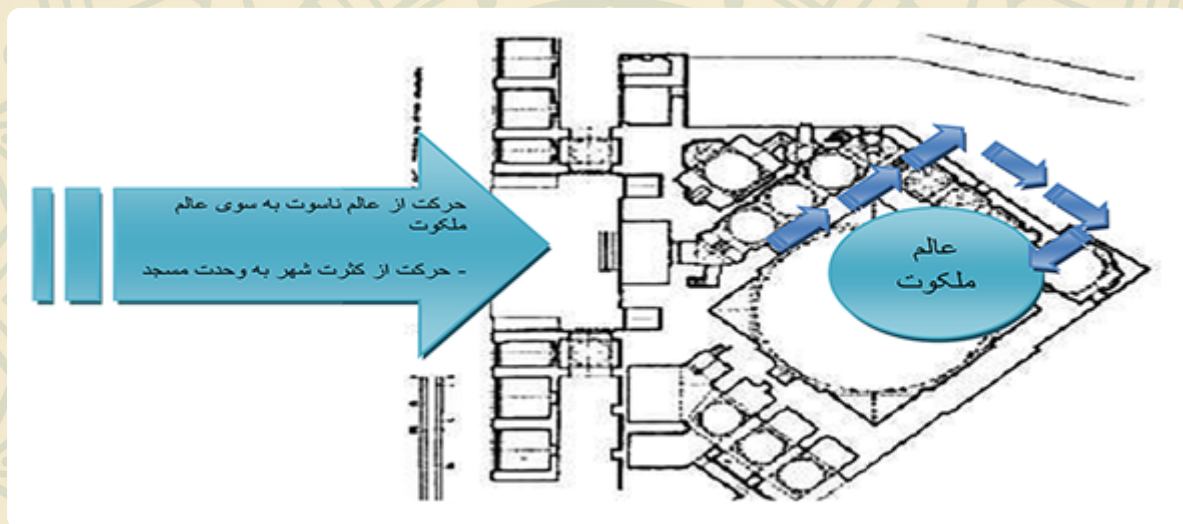 حرکت از عالم ناسوت به سوی عالم
ملکوت
- حرکت از کثرت شهر به وحدت مسجد
عالم
ملکوت